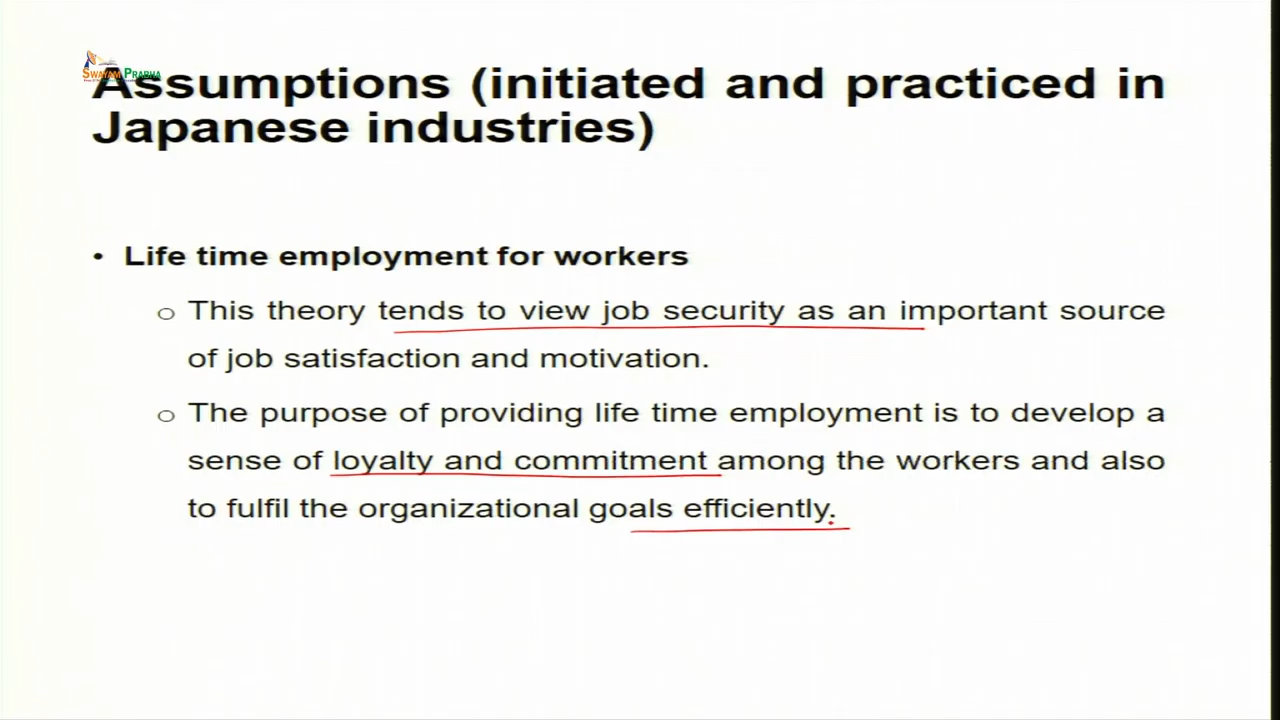 SWAYAM PRABHA
Assumptions (initiated and practiced in
Japanese industries)
• Life time employment for workers
o This theory tends to view job security as an important source
of job satisfaction and motivation.
o The purpose of providing life time employment is to develop a
sense of loyalty and commitment among the workers and also
to fulfil the organizational goals efficiently.